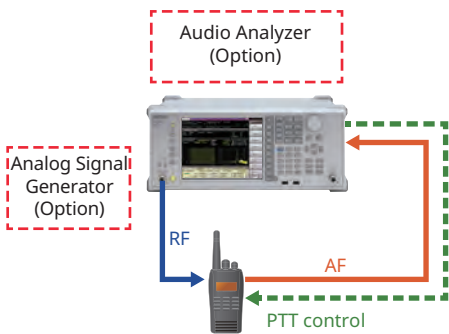 Audio Analyzer
(Option)
Analog Signal
Generator
(Option)
RF
AF
PTT control